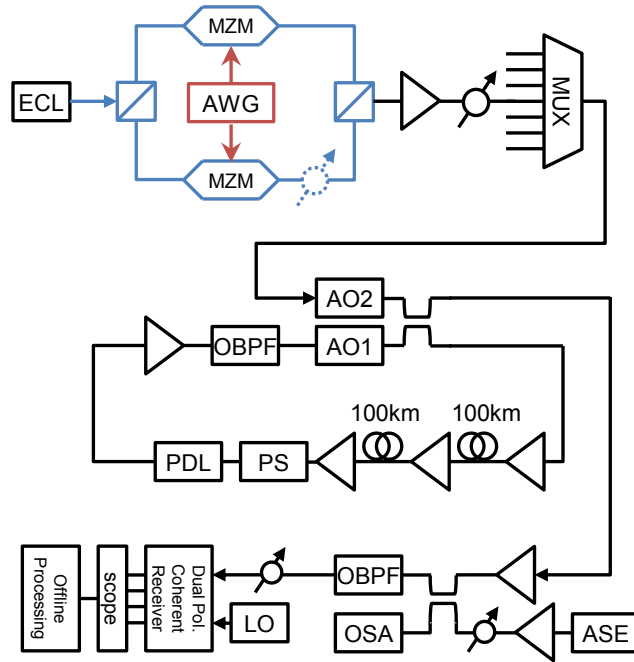 MZM
ECL
AWG
MZM
MUX
AO2
OBPF
AO1
100km
100km
PDL
PS
Offline
Processing
scope
Dual Pol.
Coherent
Receiver
OBPF
LO
OSA
ASE